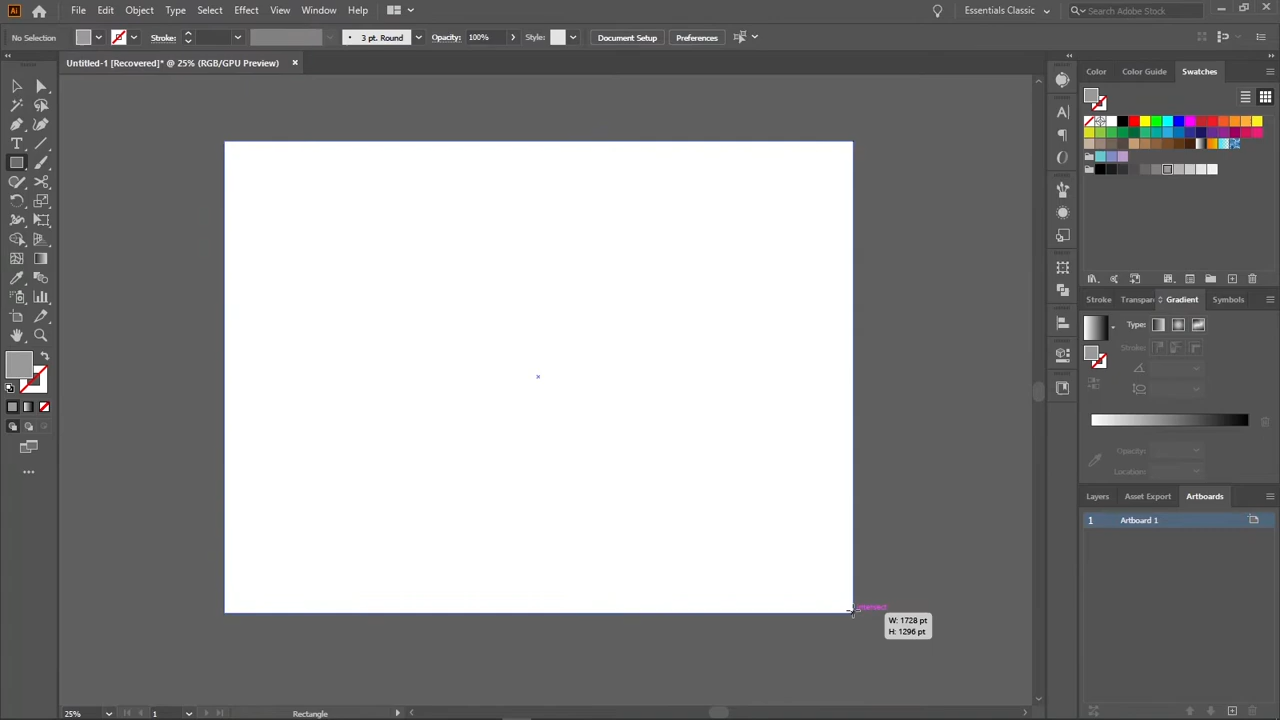 Ai File Edit Object Type Select Effect View Window Help Essentials Classic Search Adobe Stock
No Selection Stroke: 3 pt. Round Opacity: 100% Style: Document Setup Preferences
Untitled-1 [Recovered]* @ 25% (RGB/GPU Preview) ×
Color Color Guide Swatches
Stroke Transpar Gradient Symbols
Type:
Stroke:
Opacity:
Location:
Layers Asset Export Artboards
1 Artboard 1
intersect
W: 1728 pt
H: 1296 pt
25% 1 Rectangle